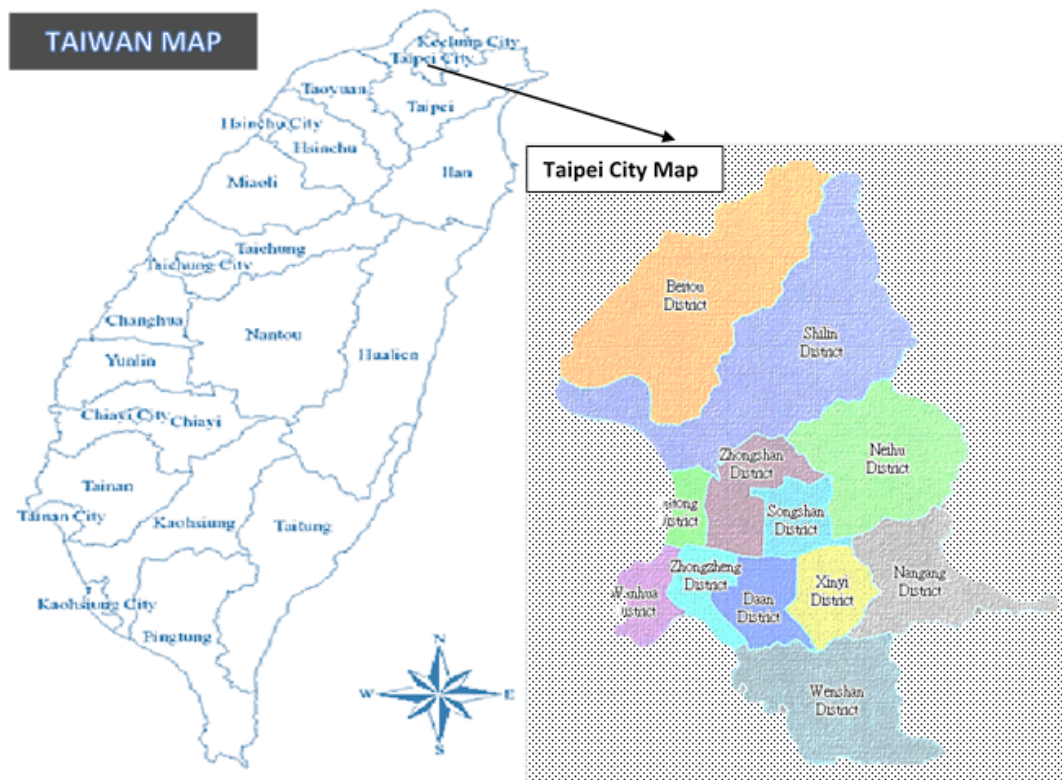 TAIWAN MAP
Keelung City
Taipei City
Taoyuan
Taipei
Hsinchu City
Hsinchu
Ilan
Miaoli
Taichung
Taichung City
Changhua
Nantou
Hualien
Yunlin
Chiayi City
Chiayi
Tainan
Tainan City
Kaohsiung
Taitung
Kaohsiung City
Pingtung
N
W
E
S
Taipei City Map
Beitou
District
Shilin
District
Neihu
District
Zhongshan
District
Songshan
District
Zhongzheng
District
Daan
District
Xinyi
District
Nangang
District
Wanhua
istrict
Wenshan
District